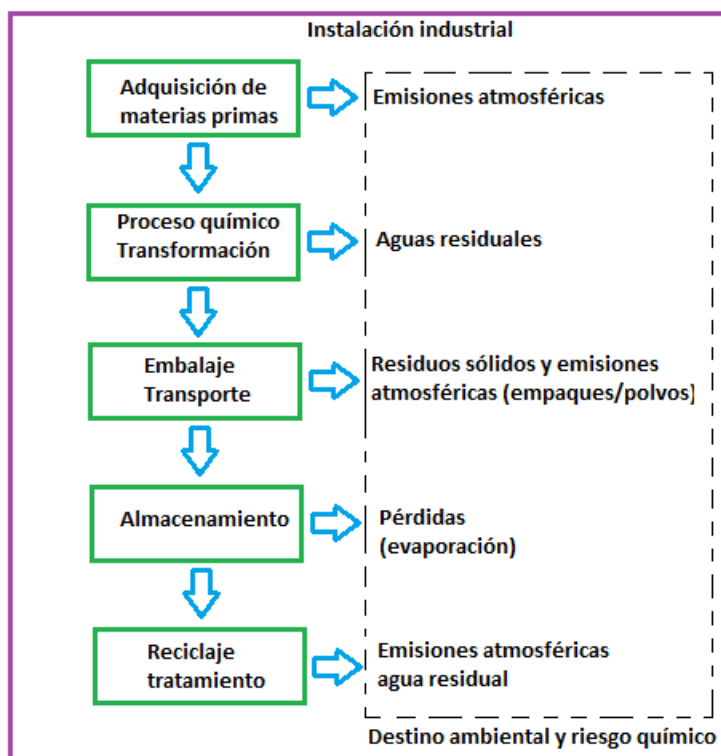 Instalación industrial
Adquisición de
materias primas
Emisiones atmosféricas
Proceso químico
Transformación
Aguas residuales
Embalaje
Transporte
Residuos sólidos y emisiones
atmosféricas (empaques/polvos)
Almacenamiento
Pérdidas
(evaporación)
Reciclaje
tratamiento
Emisiones atmosféricas
agua residual
Destino ambiental y riesgo químico